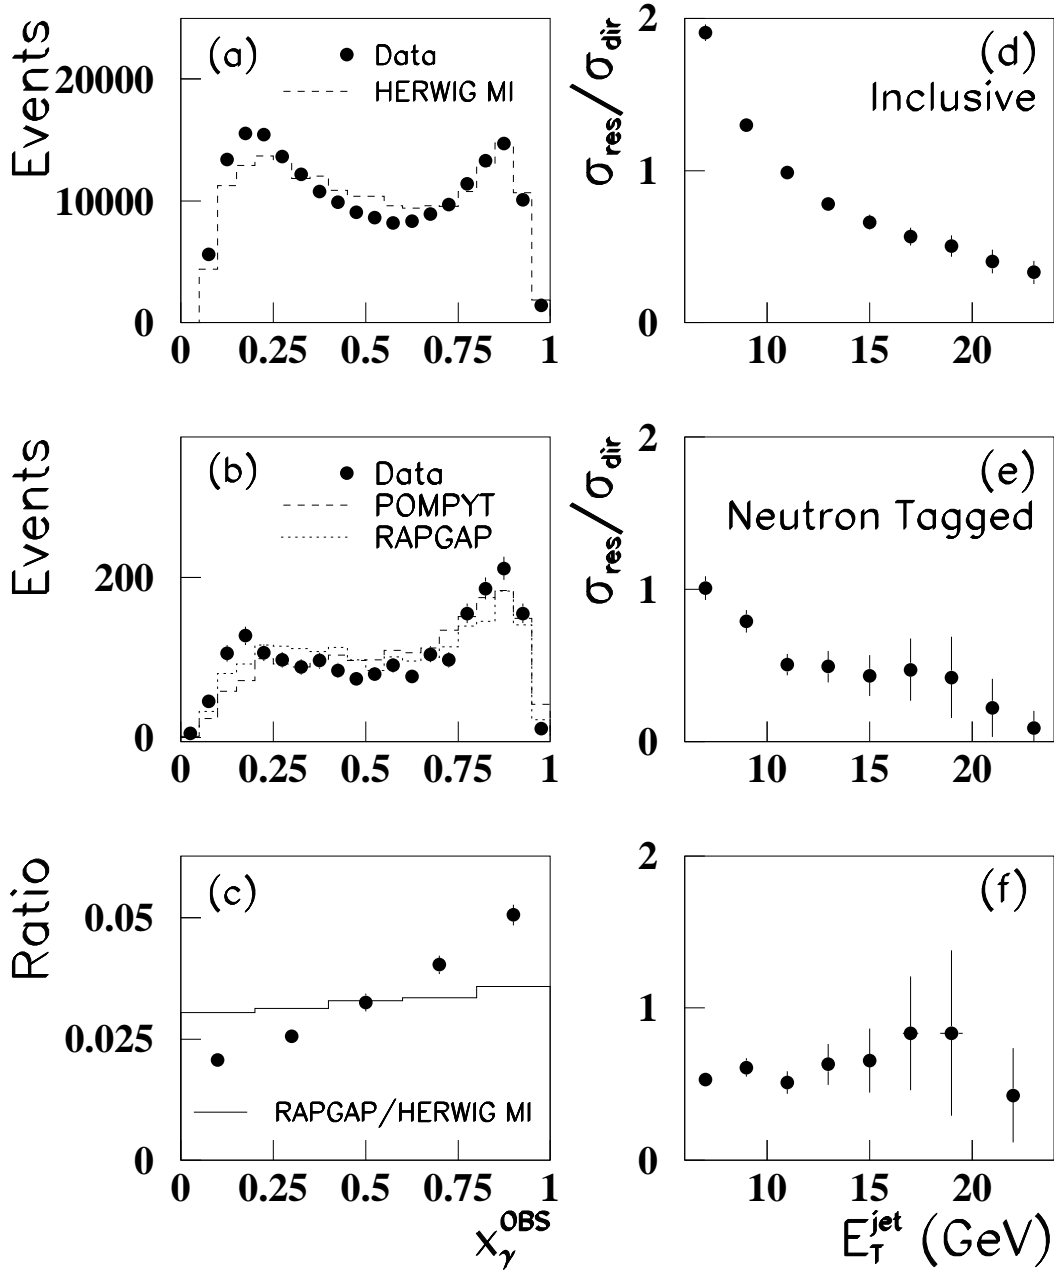 Events
20000
10000
0
(a)
Data
HERWIG MI
0 0.25 0.5 0.75 1
σres/σdir
2
1
0
(d)
Inclusive
10 15 20
Events
200
0
(b)
Data
POMPYT
RAPGAP
0 0.25 0.5 0.75 1
σres/σdir
2
1
0
(e)
Neutron Tagged
10 15 20
Ratio
0.05
0.025
0
(c)
RAPGAP/HERWIG MI
0 0.25 0.5 0.75 1
xγOBS
2
1
0
(f)
10 15 20
ETjet (GeV)